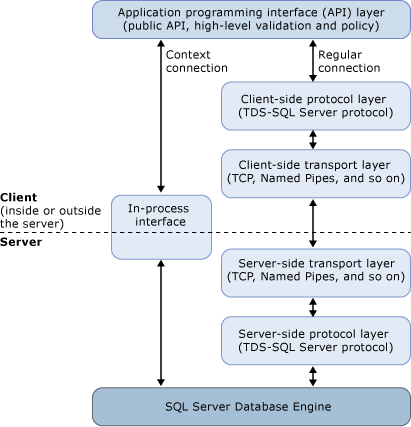 Application programming interface (API) layer
(public API, high-level validation and policy)
Context
connection
Regular
connection
Client-side protocol layer
(TDS-SQL Server protocol)
Client-side transport layer
(TCP, Named Pipes, and so on)
Client
(inside or outside
the server)
Server
In-process
interface
Server-side transport layer
(TCP, Named Pipes, and so on)
Server-side protocol layer
(TDS-SQL Server protocol)
SQL Server Database Engine